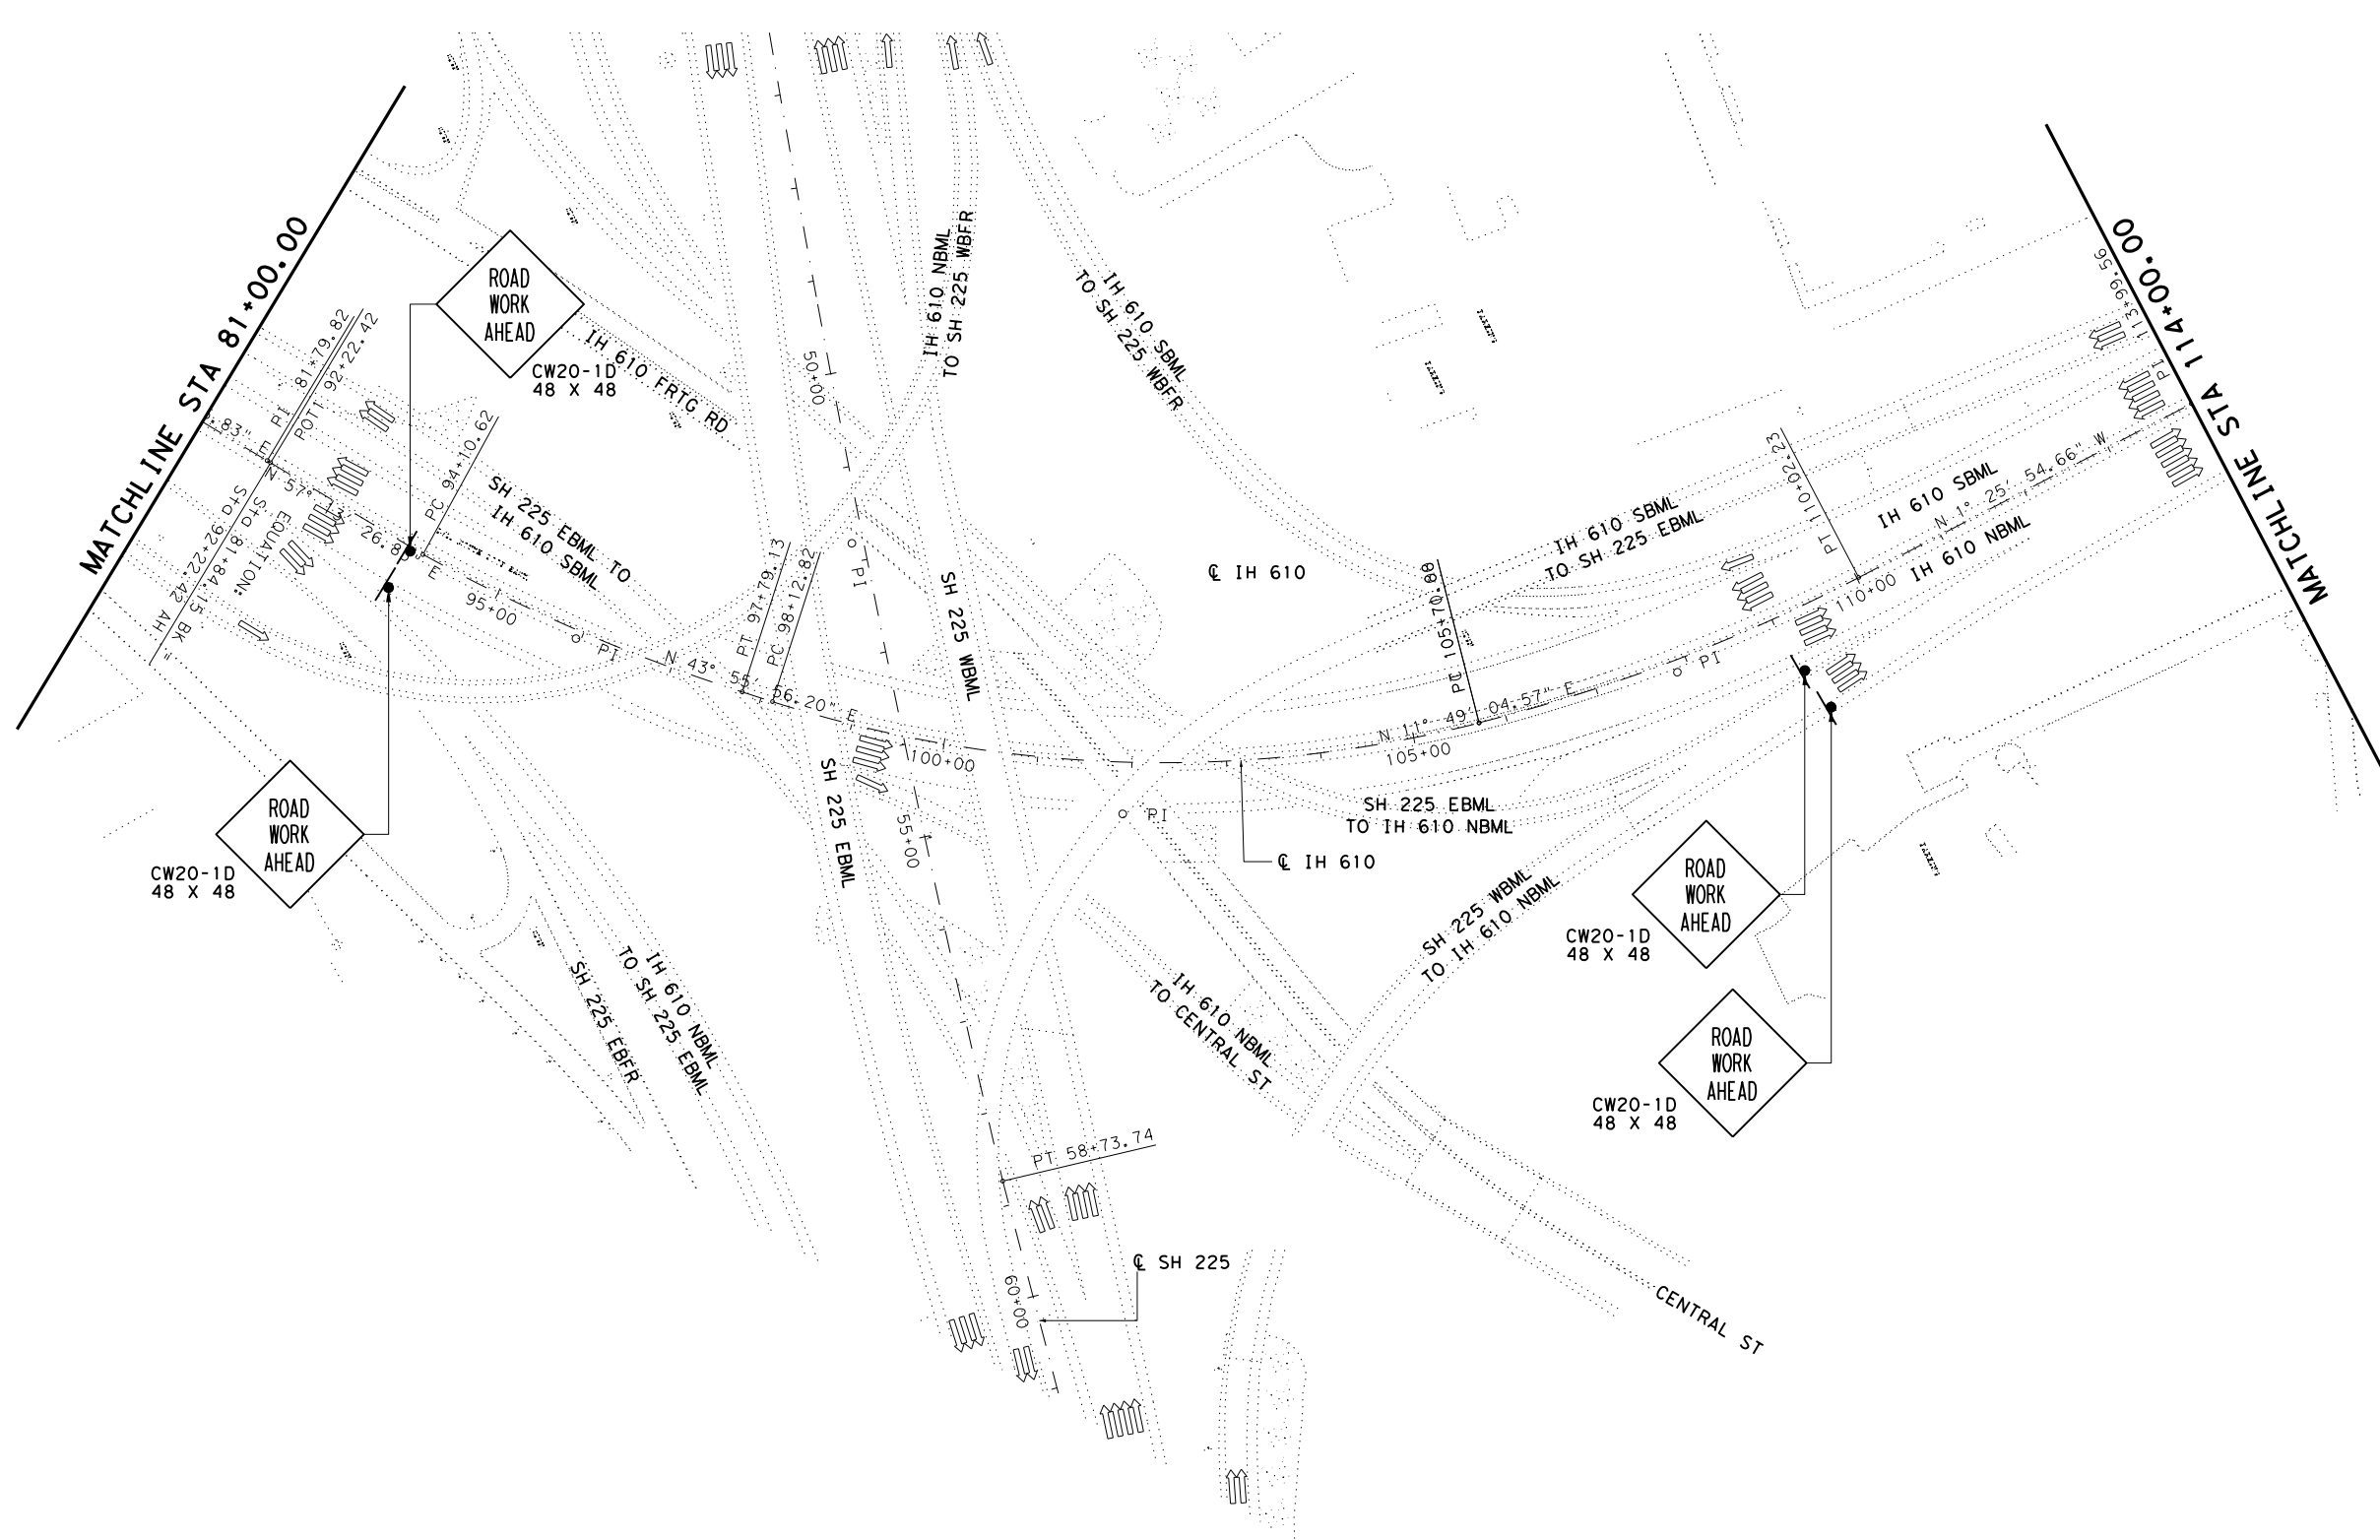 MATCHLINE STA 81+00.00
ROAD
WORK
AHEAD
CW20-1D
48 X 48
IH 610 FRTG RD
PI 81+79.82
POT! 92+22.42
.83" E
N 57° 13' 26.8 E
PC 94+10.62
EQUATION:
Sta 81+84.15 BK =
Sta 92+22.42 AH
SH 225 EBML TO
IH 610 SBML
95+00
PI
N 43° 55' 56.20" E
PT 97+79.13
PC 98+12.82
50+00
PI
IH 610 NBML
TO SH 225 WBFR
IH 610 SBML
TO SH 225 WBFR
SH 225 WBML
SH 225 EBML
100+00
55+00
PI
℄ IH 610
℄ IH 610
N 11° 49' 04.57" E
105+00
PC 105+70.60
IH 610 SBML
TO SH 225 EBML
SH 225 EBML
TO IH 610 NBML
PI
PT 110+02.23
110+00
IH 610 SBML
N 1° 25' 54.66" W
IH 610 NBML
PI 113+99.56
MATCHLINE STA 114+00.00
ROAD
WORK
AHEAD
CW20-1D
48 X 48
SH 225 EBFR
IH 610 NBML
TO SH 225 EBML
IH 610 NBML
TO CENTRAL ST
SH 225 WBML
TO IH 610 NBML
ROAD
WORK
AHEAD
CW20-1D
48 X 48
ROAD
WORK
AHEAD
CW20-1D
48 X 48
PT 58+73.74
℄ SH 225
60+00
CENTRAL ST